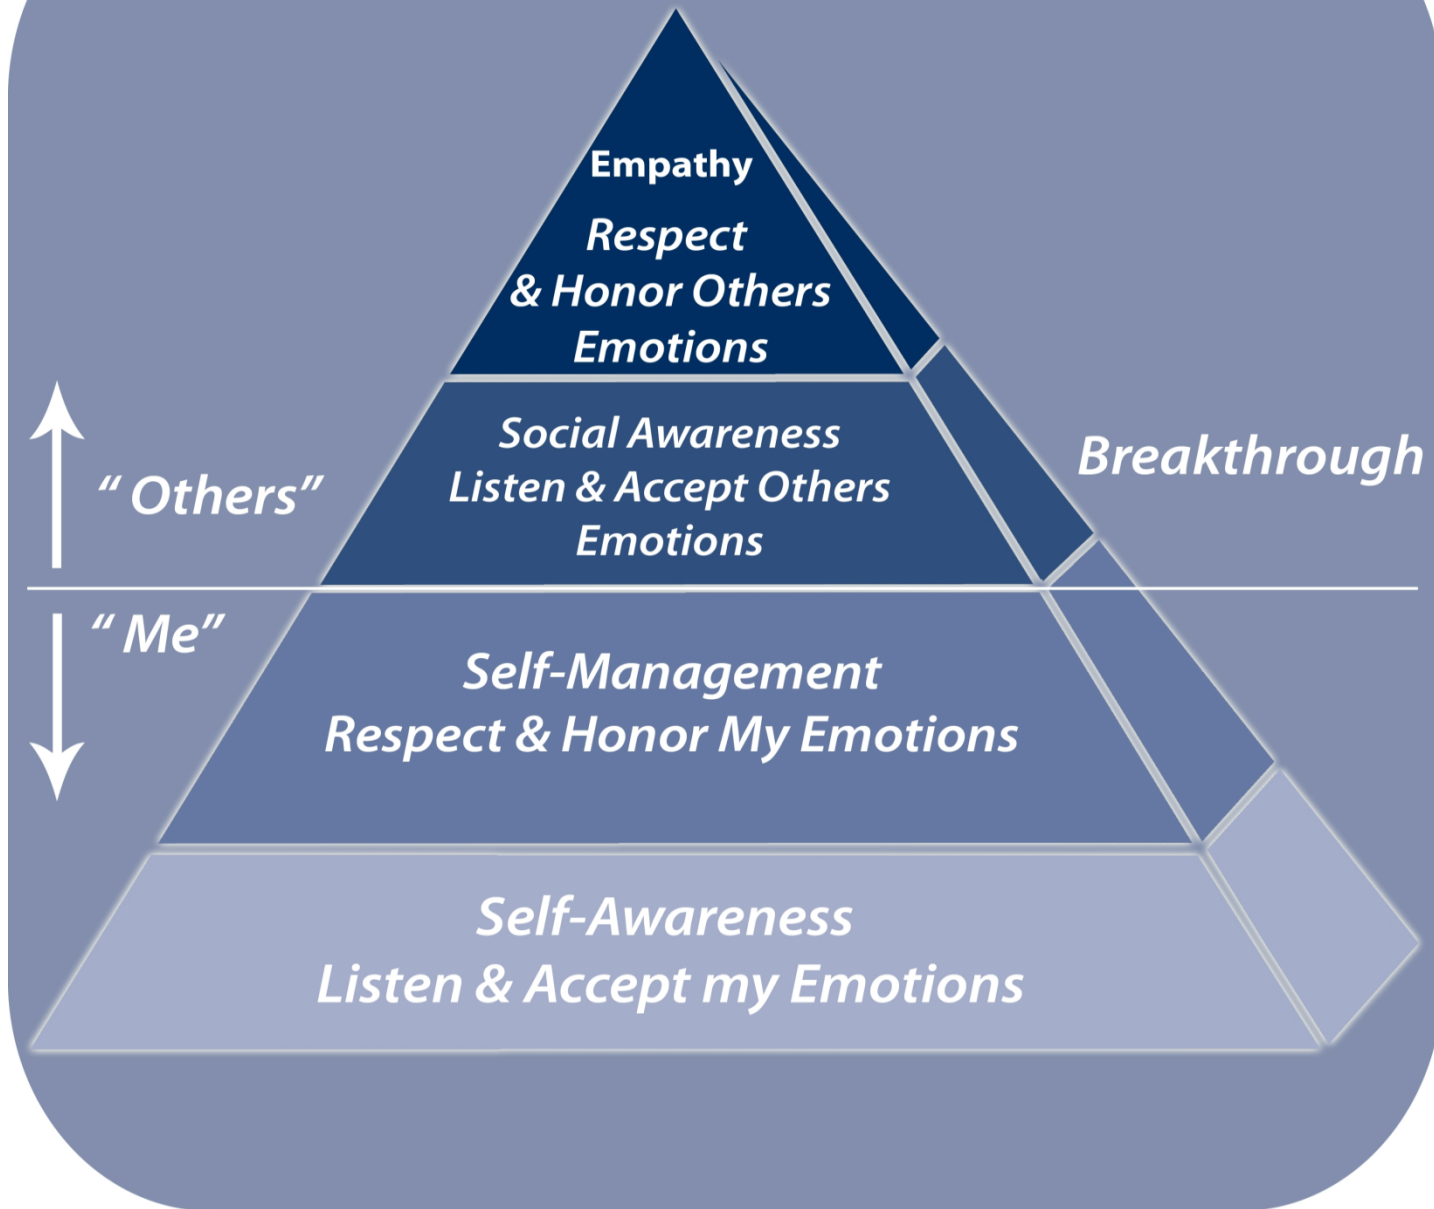 Empathy
Respect
& Honor Others
Emotions
Social Awareness
Listen & Accept Others
Emotions
Breakthrough
“ Others”
“ Me”
Self-Management
Respect & Honor My Emotions
Self-Awareness
Listen & Accept my Emotions